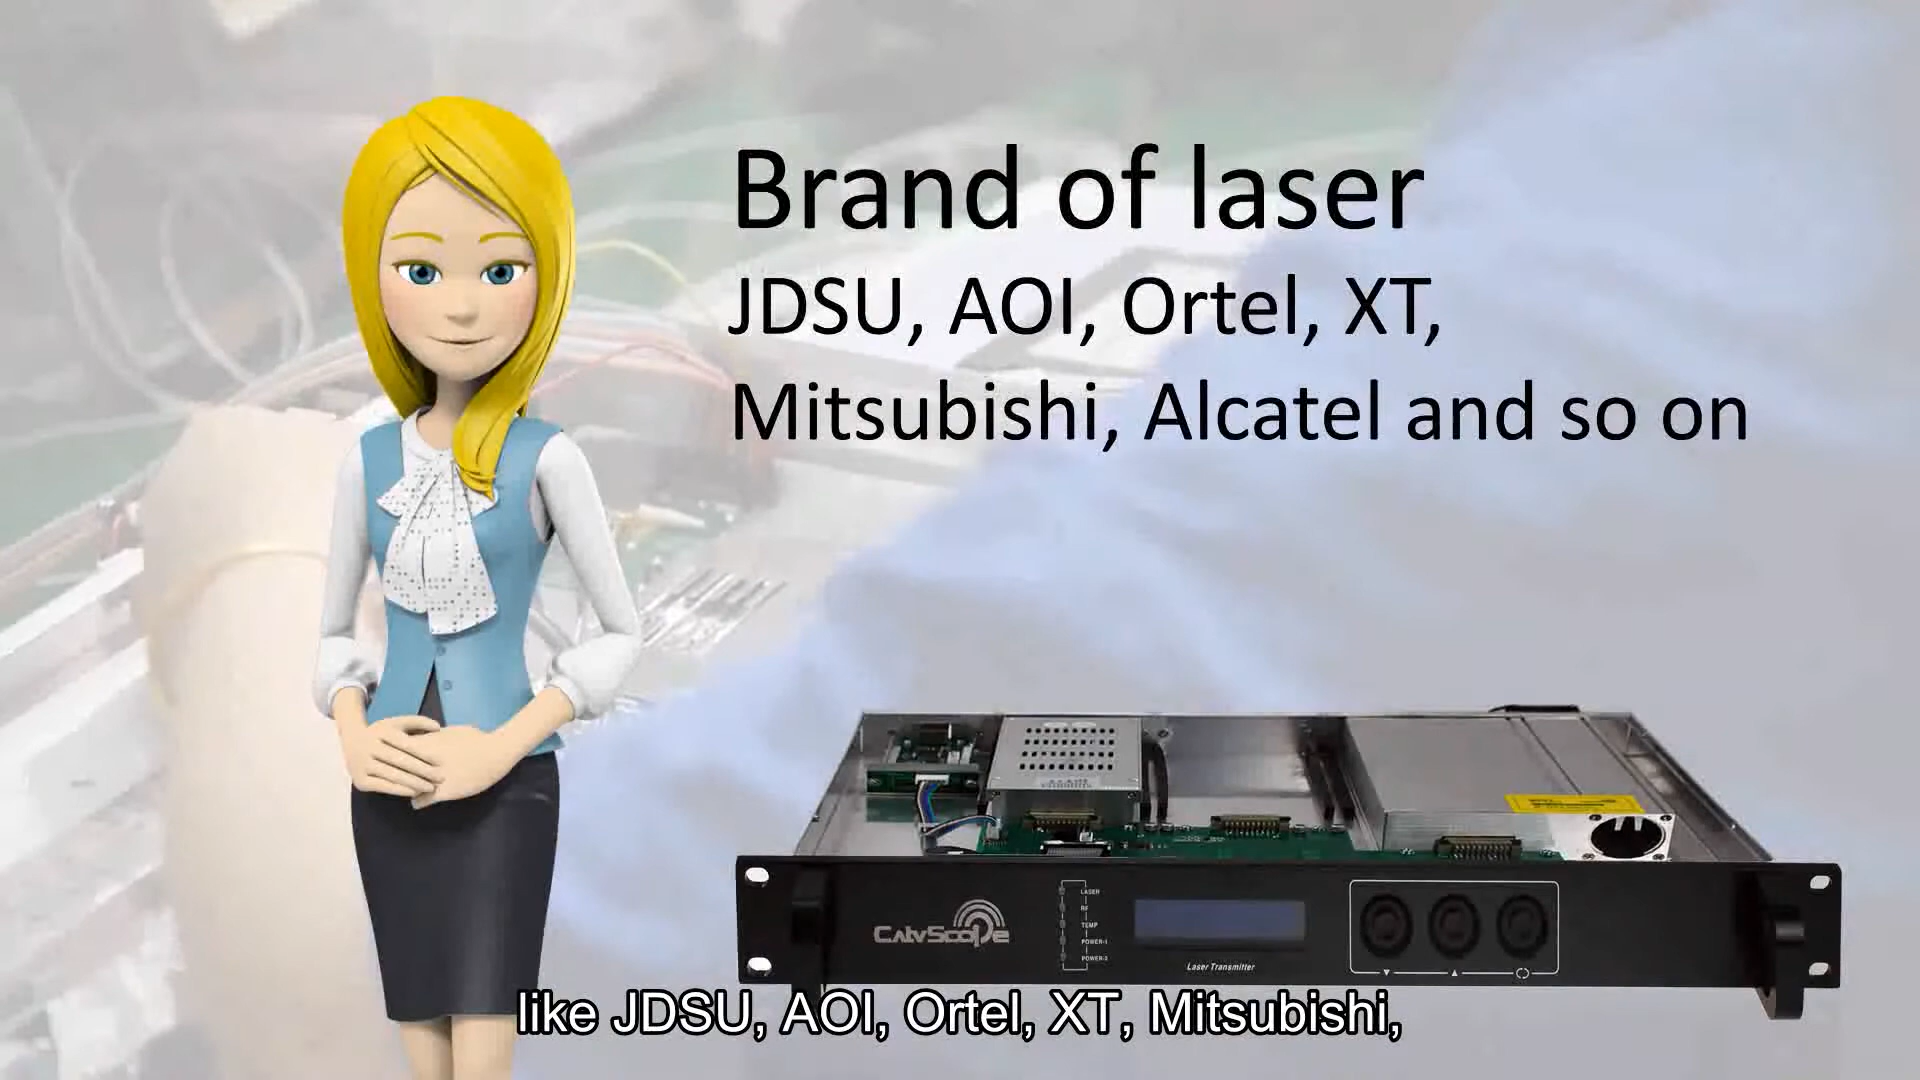 Brand of laser
JDSU, AOI, Ortel, XT,
Mitsubishi, Alcatel and so on
CatvScope
LASER
RF
TEMP
POWER-1
POWER-2
Laser Transmitter
like JDSU, AOI, Ortel, XT, Mitsubishi,